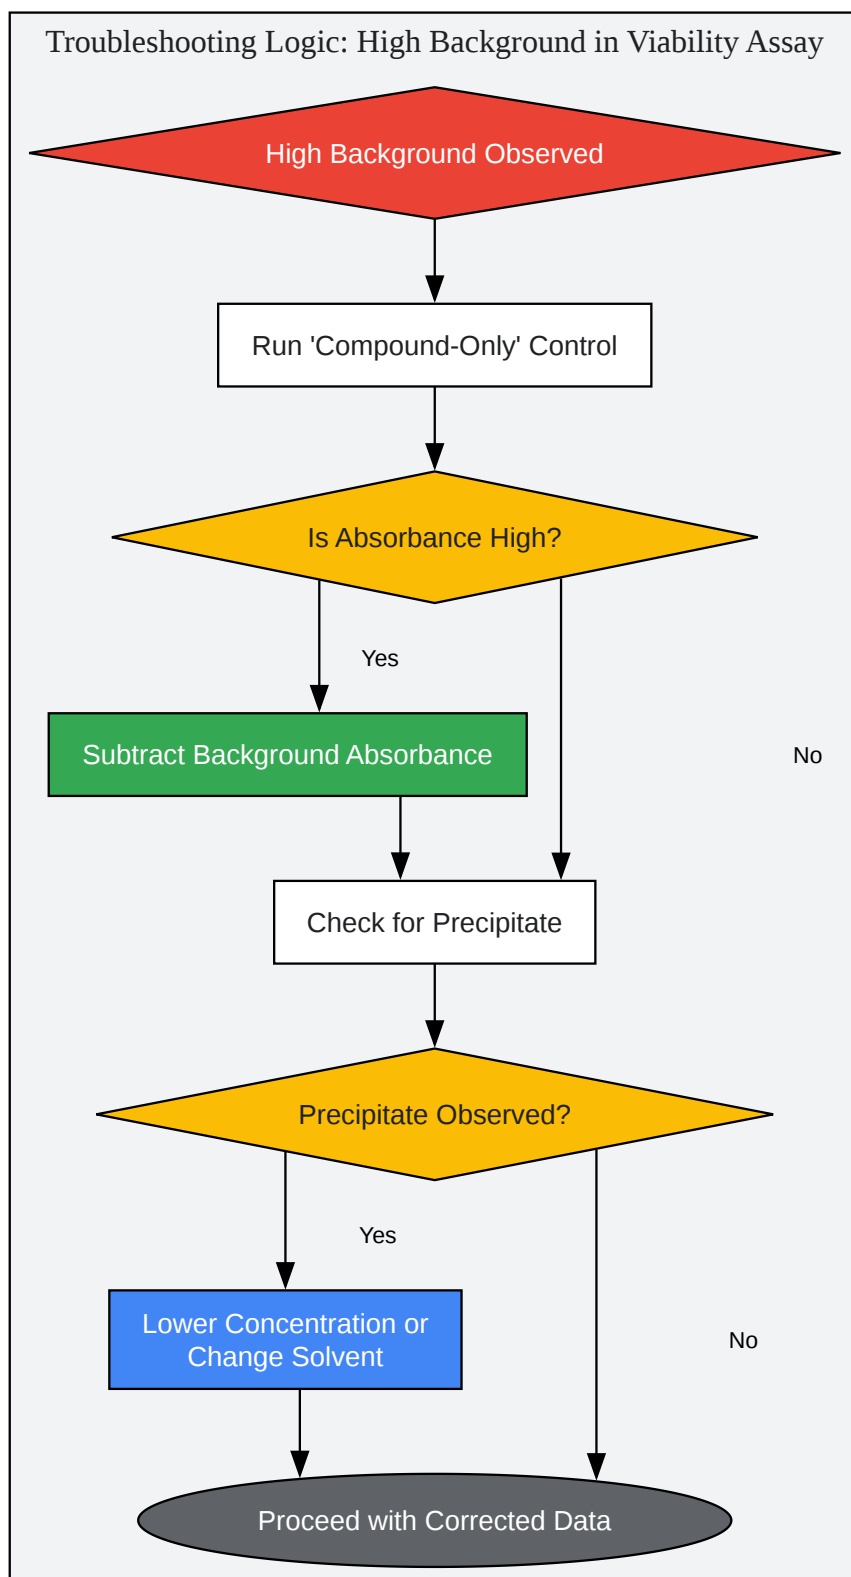 Troubleshooting Logic: High Background in Viability Assay
High Background Observed
Run 'Compound-Only' Control
Is Absorbance High?
Yes
Subtract Background Absorbance
No
Check for Precipitate
Precipitate Observed?
Yes
Lower Concentration or
Change Solvent
No
Proceed with Corrected Data